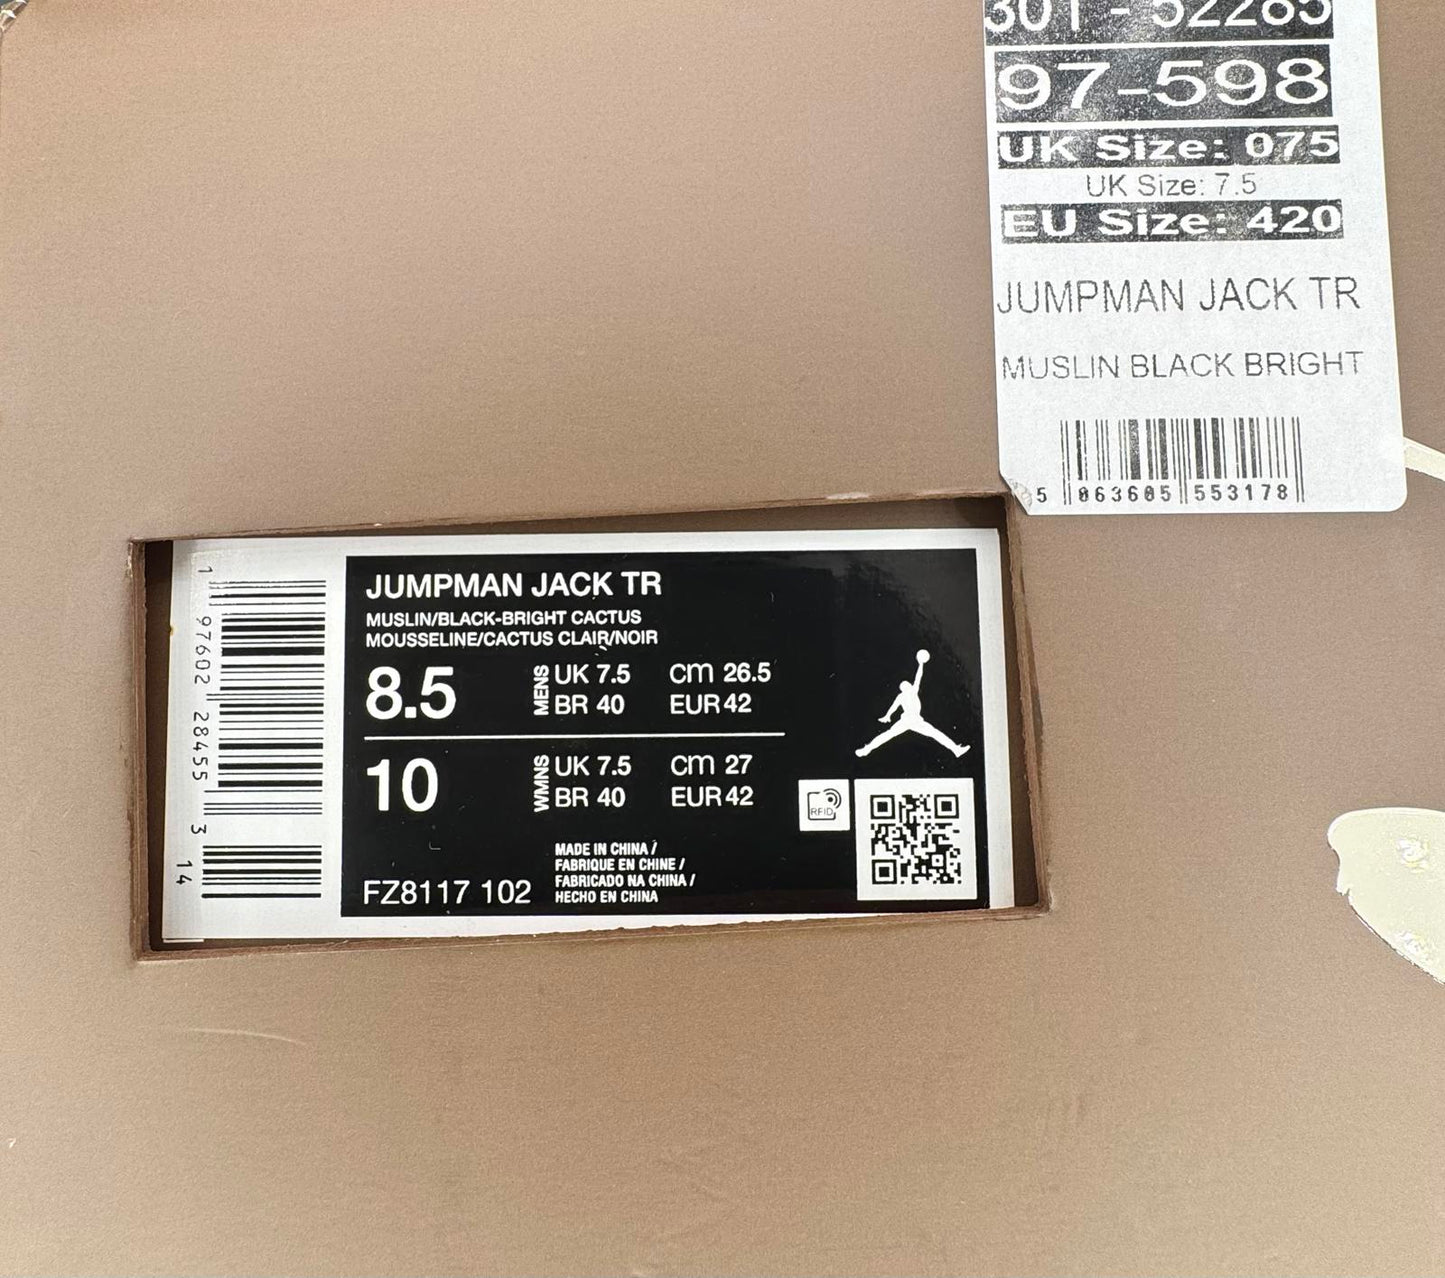 301 - 52285
97-598
UK Size: 075
UK Size: 7.5
EU Size: 420
JUMPMAN JACK TR
MUSLIN BLACK BRIGHT
5 063605 553178
JUMPMAN JACK TR
MUSLIN/BLACK-BRIGHT CACTUS
MOUSSELINE/CACTUS CLAIR/NOIR
8.5 MENS UK 7.5 CM 26.5
BR 40 EUR 42
10 WMNS UK 7.5 CM 27
BR 40 EUR 42
RFID
MADE IN CHINA /
FABRIQUE EN CHINE /
FABRICADO NA CHINA /
HECHO EN CHINA
FZ8117 102
1 97602 28455 3 14